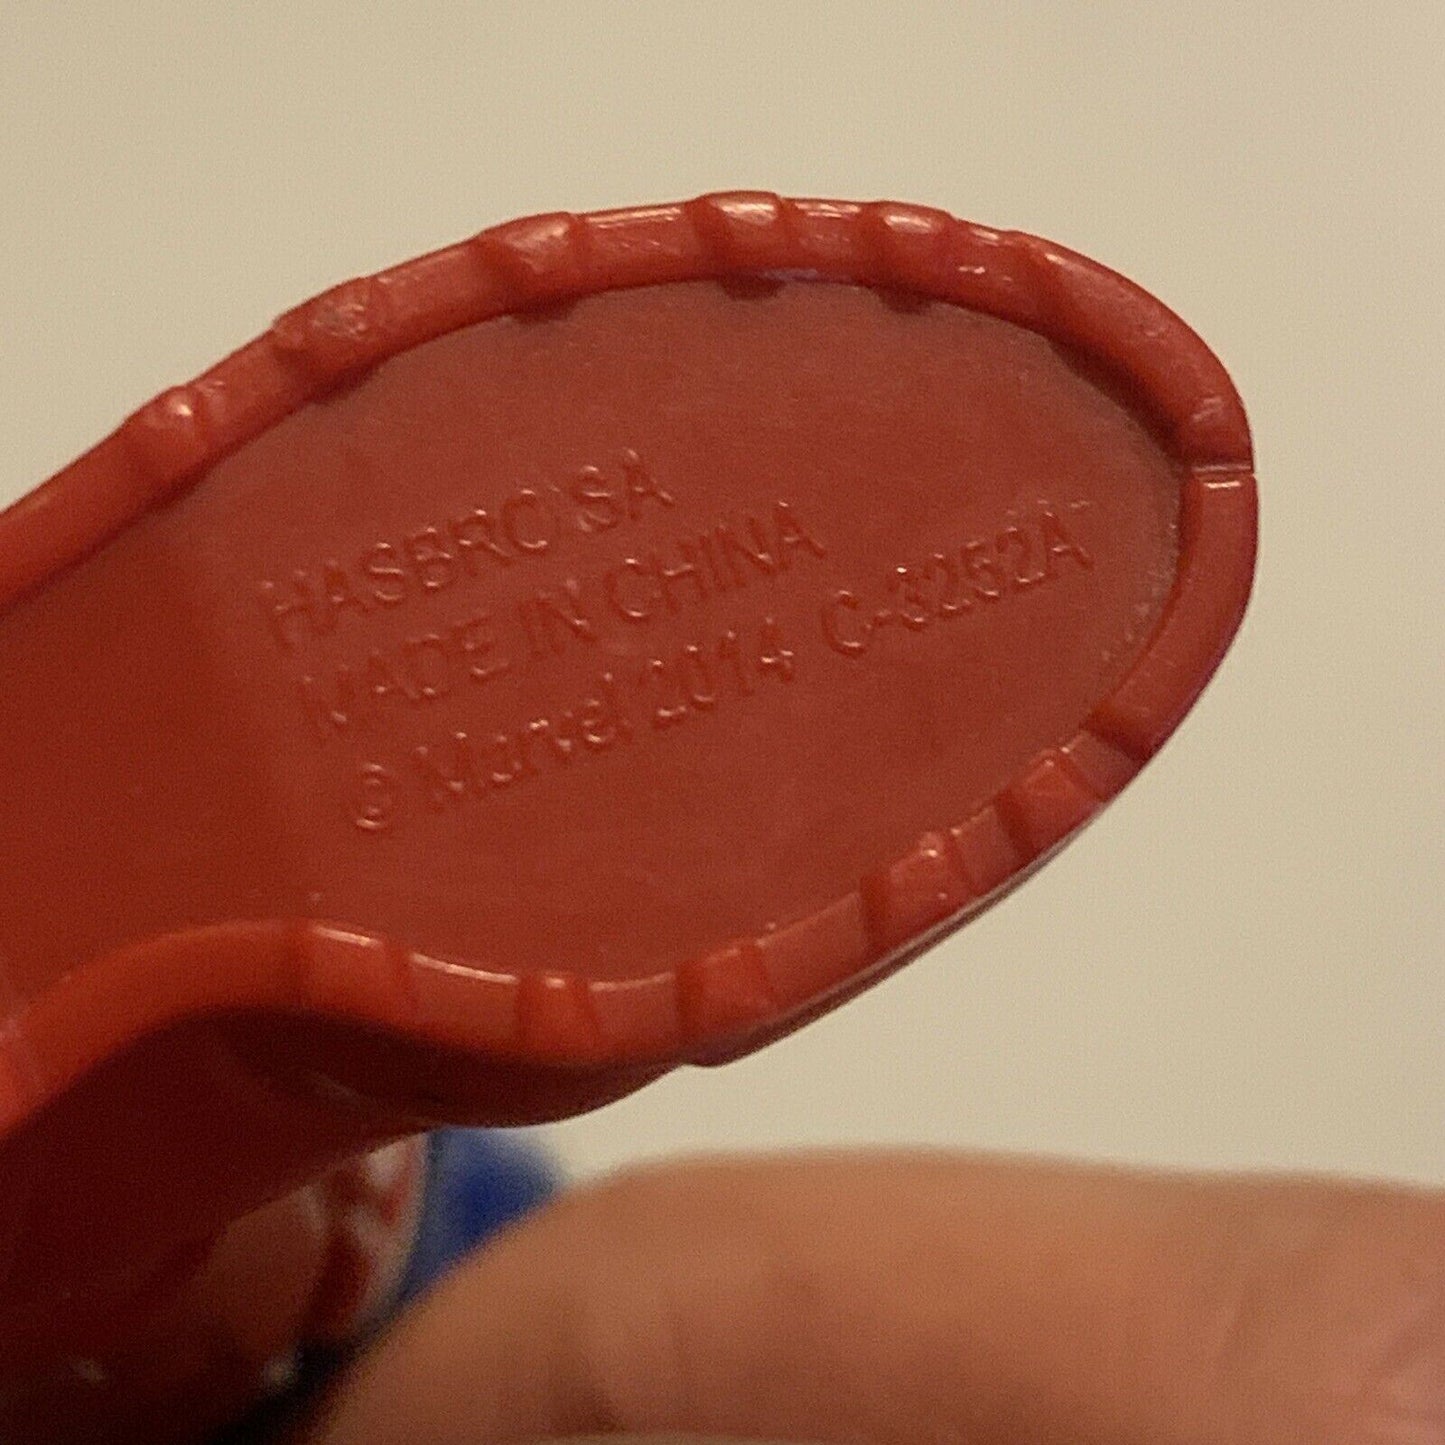 HASBRO SA
MADE IN CHINA
© Marvel 2014 C-3252A